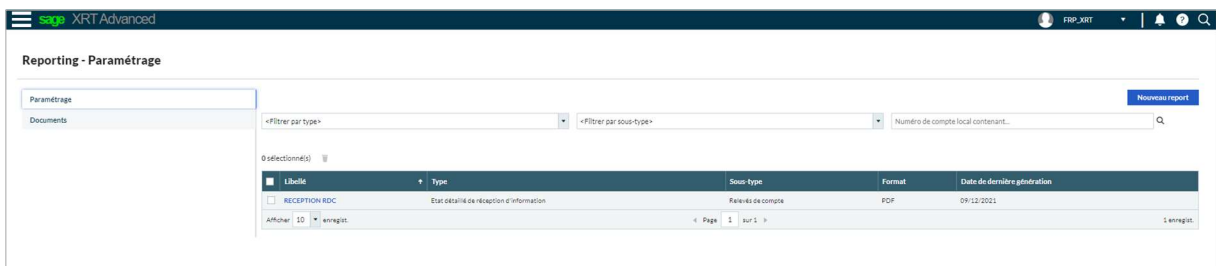 sage XRT Advanced FRP_XRT
Reporting - Paramétrage
Paramétrage
Nouveau report
Documents
<Filtrer par type> <Filtrer par sous-type> Numéro de compte local contenant...
0 sélectionné(s)
Libellé Type Sous-type Format Date de dernière génération
RECEPTION RDC Etat détaillé de réception d'information Relevés de compte PDF 09/12/2021
Afficher 10 enregist. Page 1 sur 1 1 enregist.